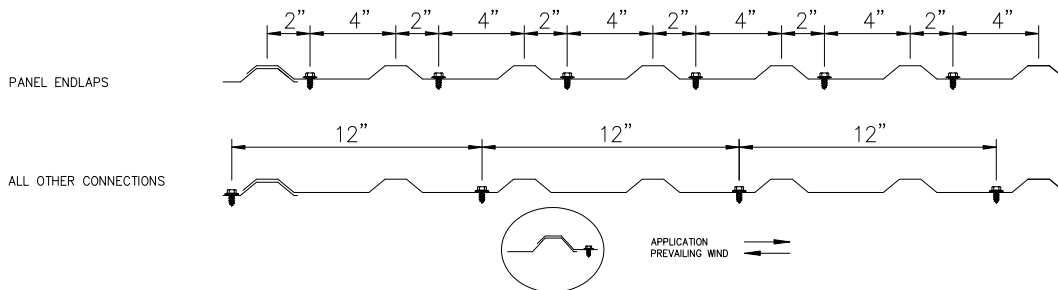 2” 4” 2” 4” 2” 4” 2” 4” 2” 4” 2” 4”
PANEL ENDLAPS
12” 12” 12”
ALL OTHER CONNECTIONS
APPLICATION
PREVAILING WIND